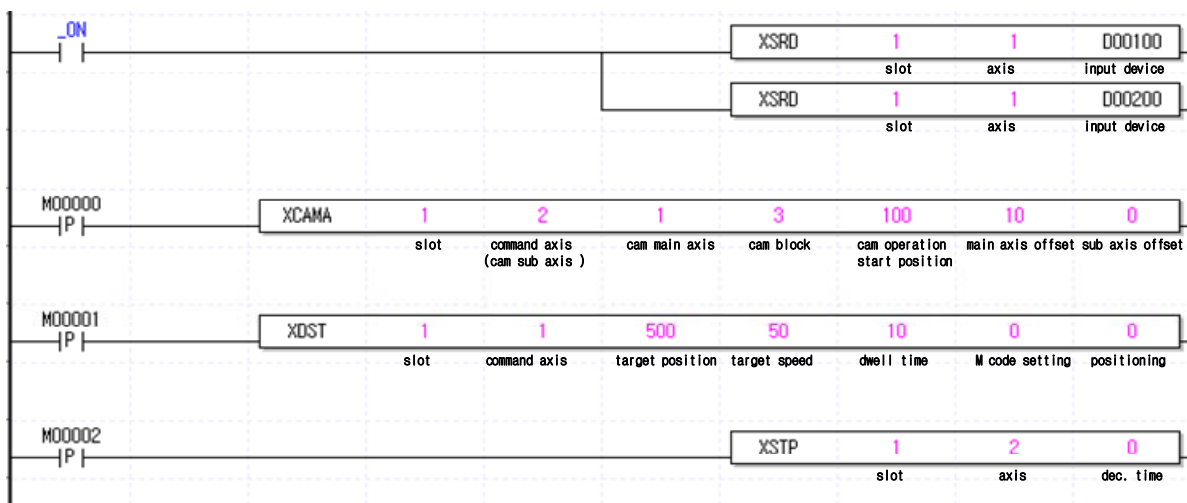 _ON
XSRD 1 1 D00100
slot axis input device
XSRD 1 1 D00200
slot axis input device
M00000
P XCAMA 1 2 1 3 100 10 0
slot command axis cam main axis cam block cam operation main axis offset sub axis offset
(cam sub axis ) start position
M00001
P XDST 1 1 500 50 10 0 0
slot command axis target position target speed dwell time M code setting positioning
M00002
P XSTP 1 2 0
slot axis dec. time